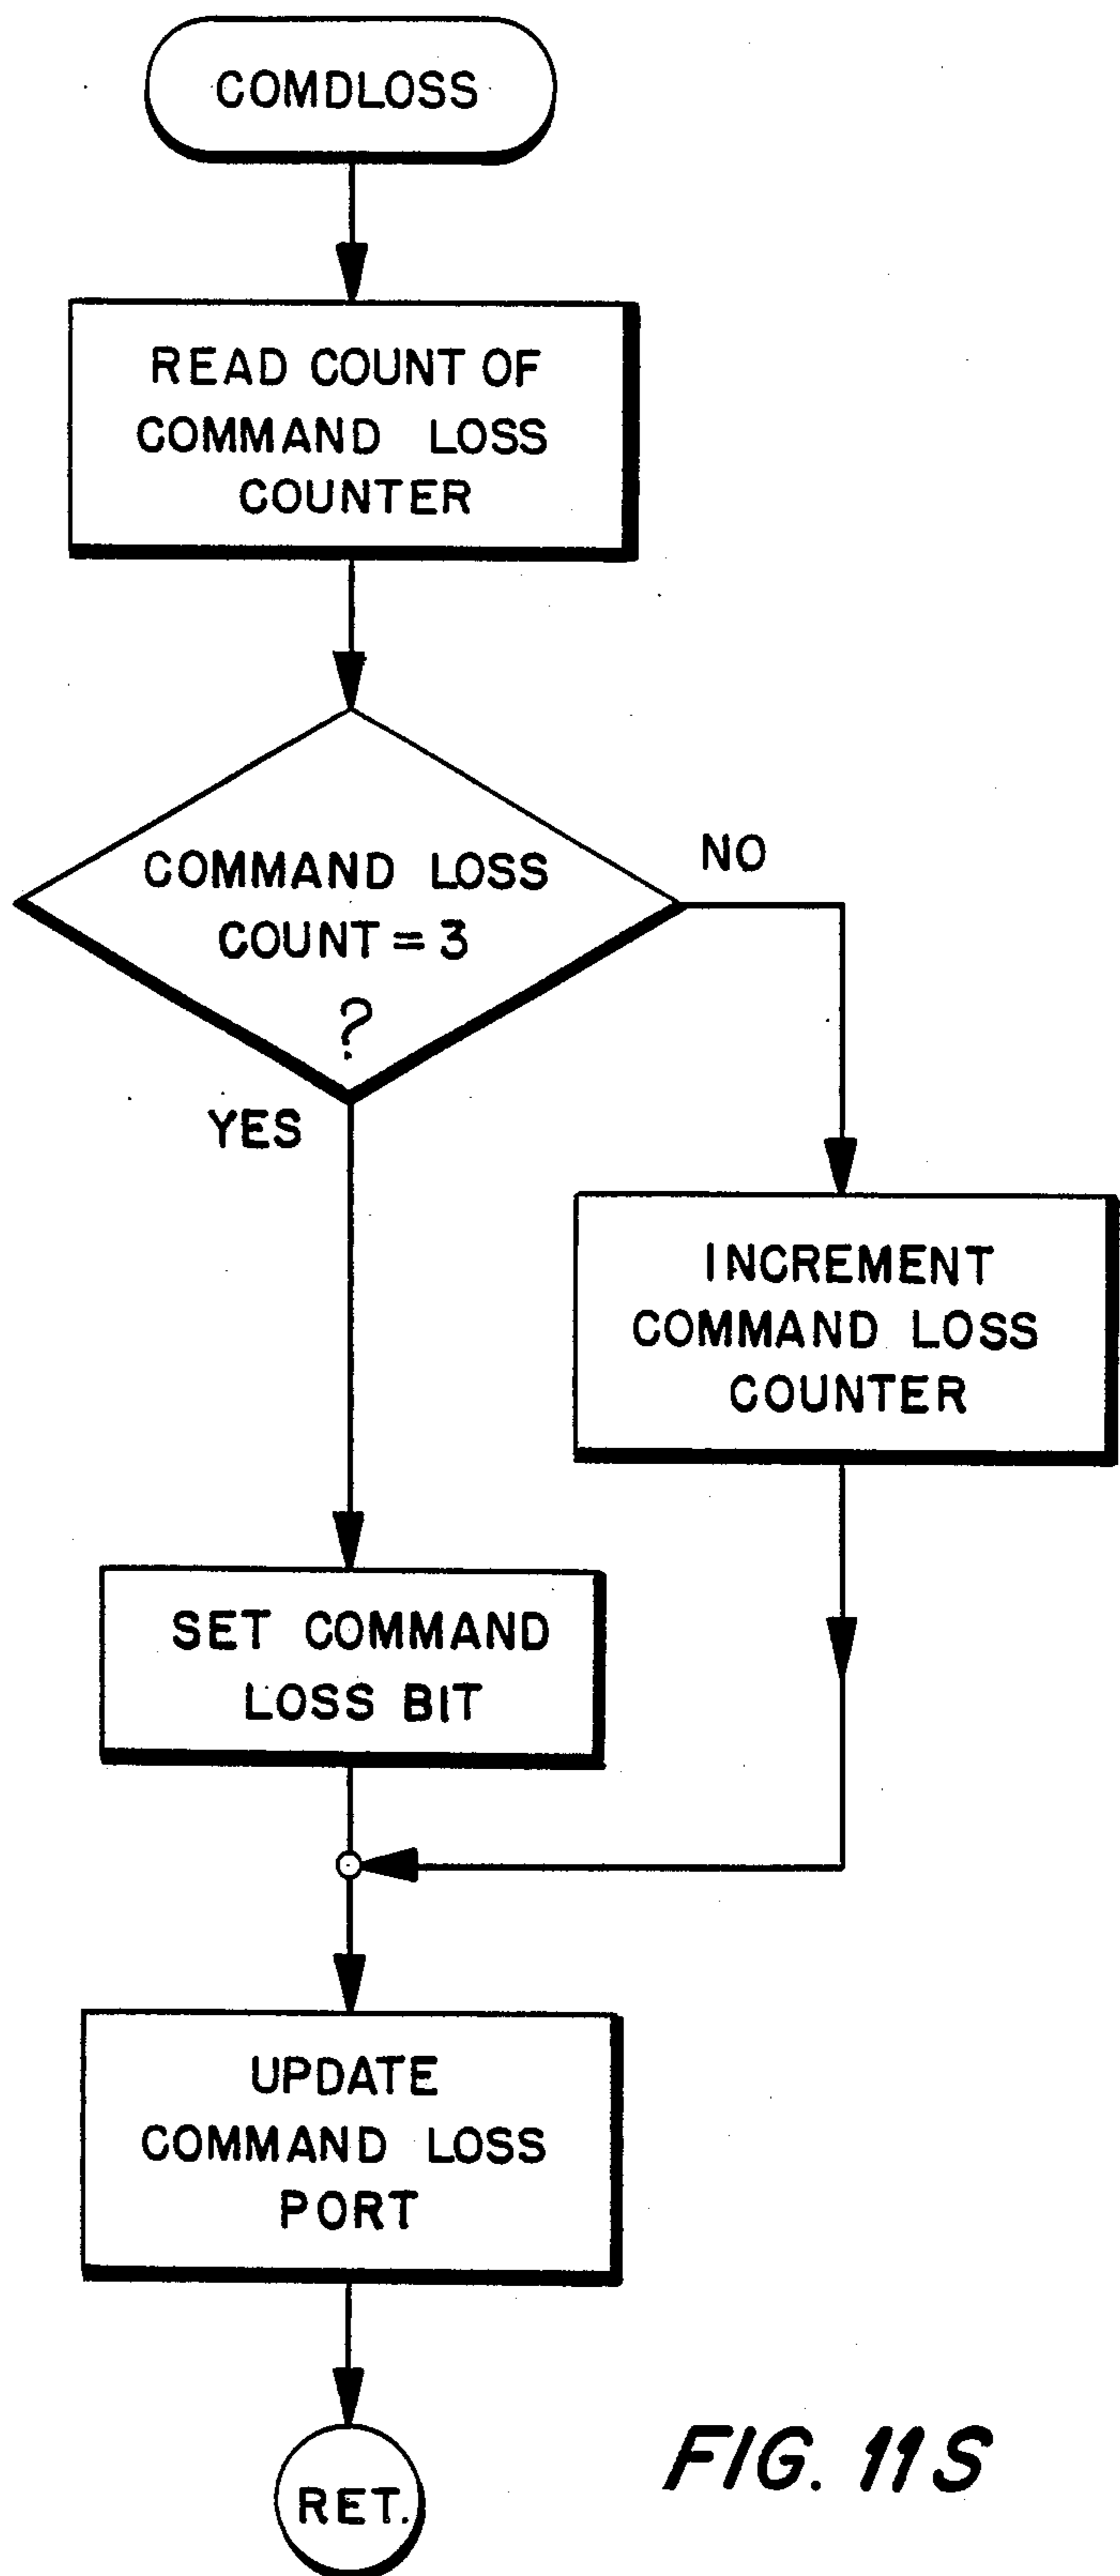 COMDLOSS
READ COUNT OF
COMMAND LOSS
COUNTER
COMMAND LOSS
COUNT = 3
?
NO
YES
INCREMENT
COMMAND LOSS
COUNTER
SET COMMAND
LOSS BIT
UPDATE
COMMAND LOSS
PORT
RET.
FIG. 11S